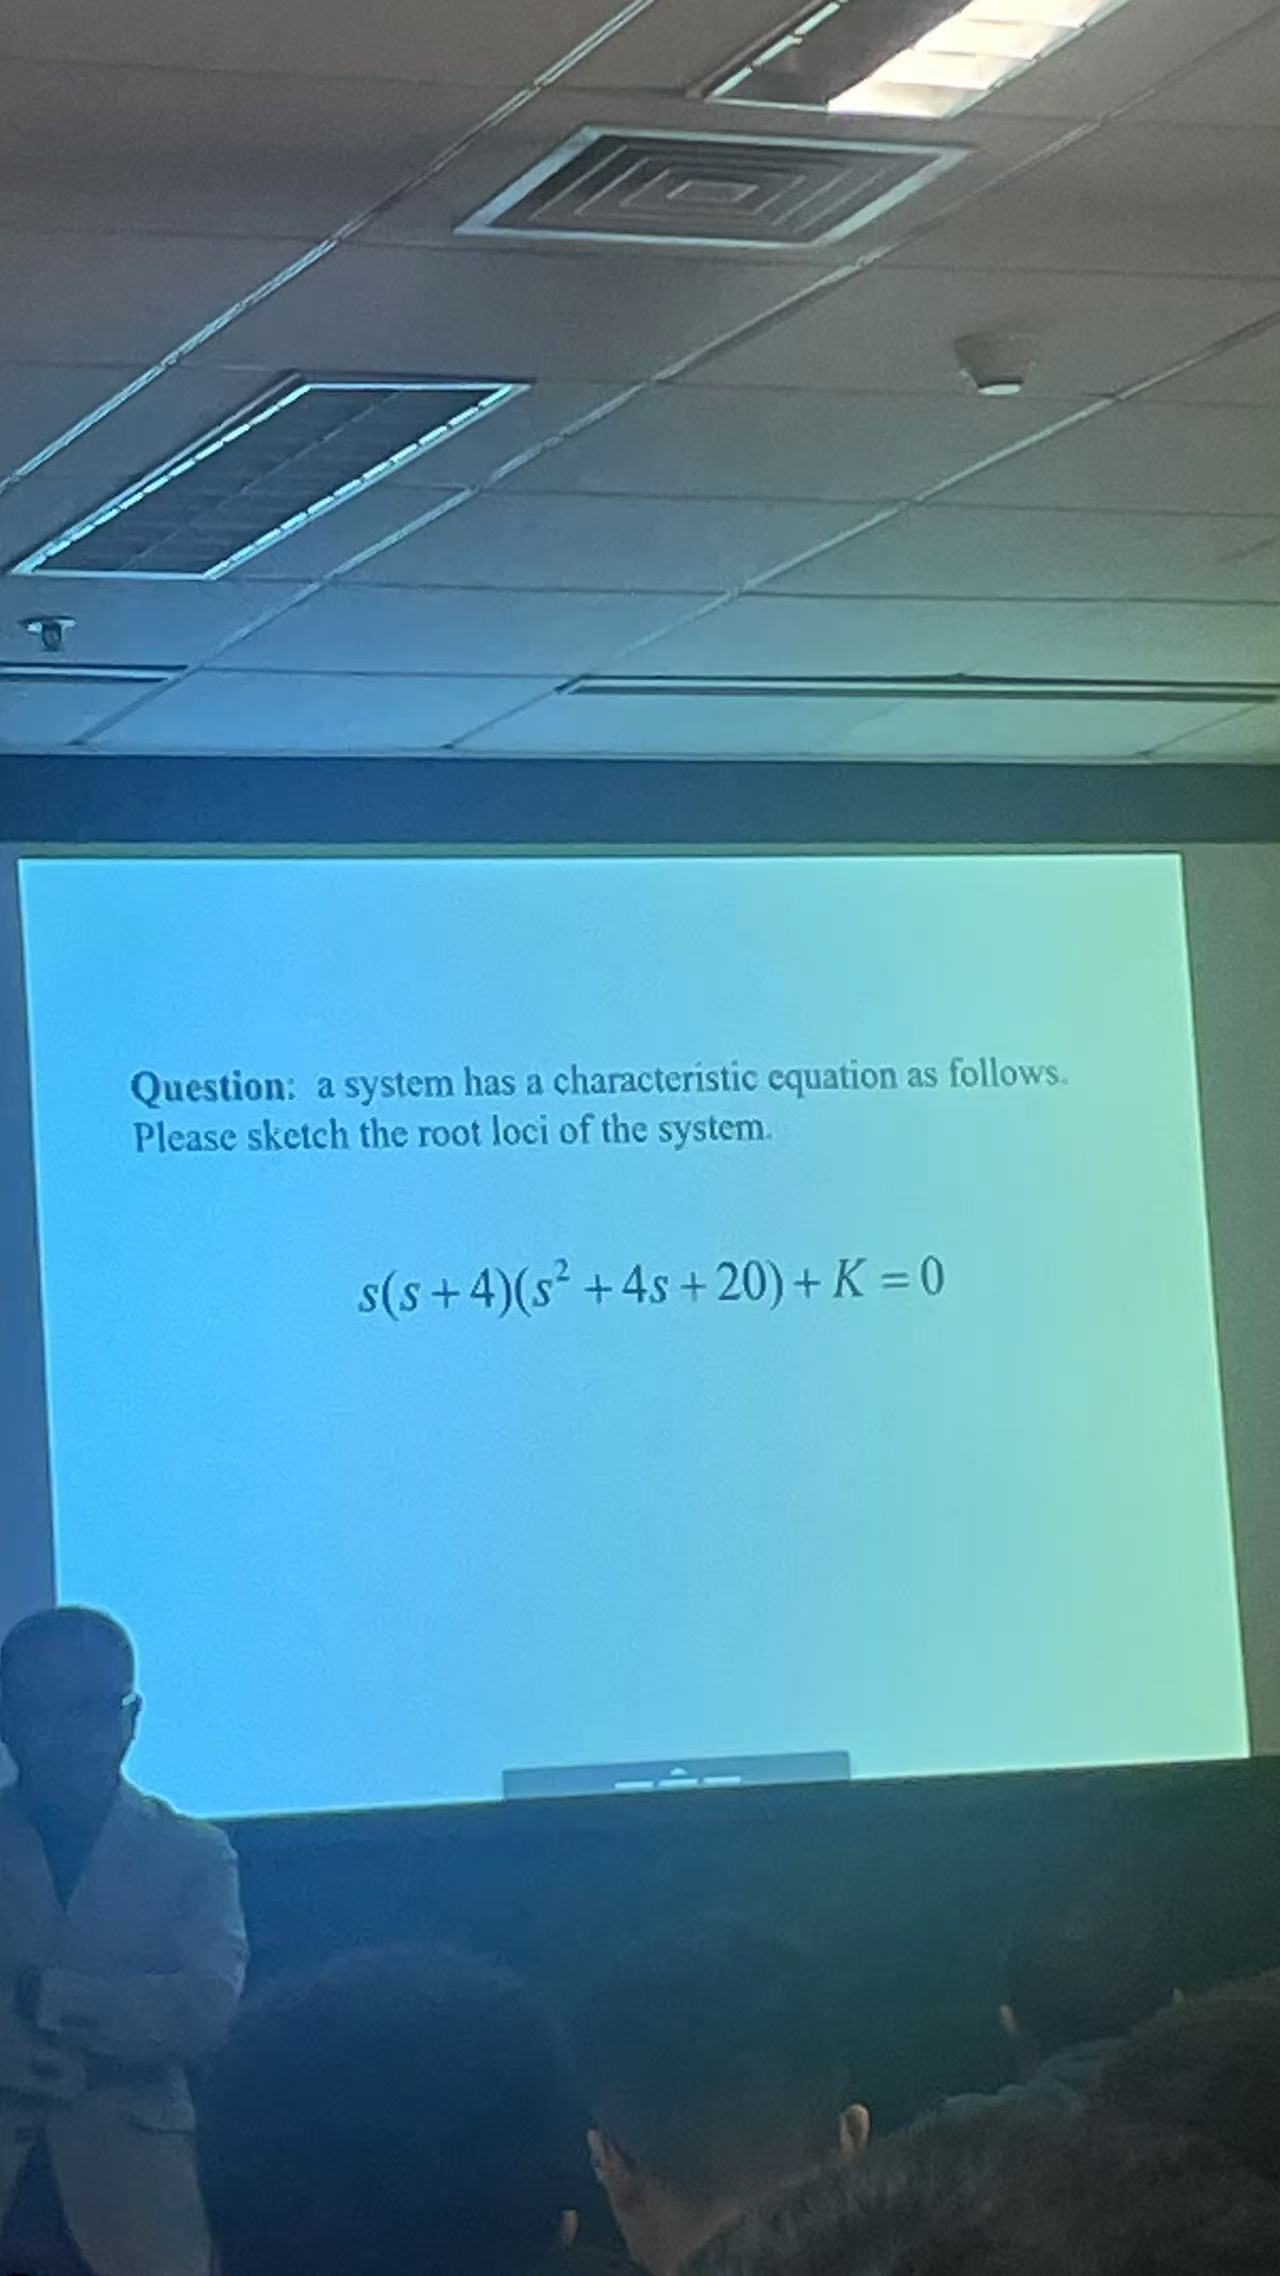 Question: a system has a characteristic equation as follows.
Please sketch the root loci of the system.
s(s + 4)(s² + 4s + 20) + K = 0